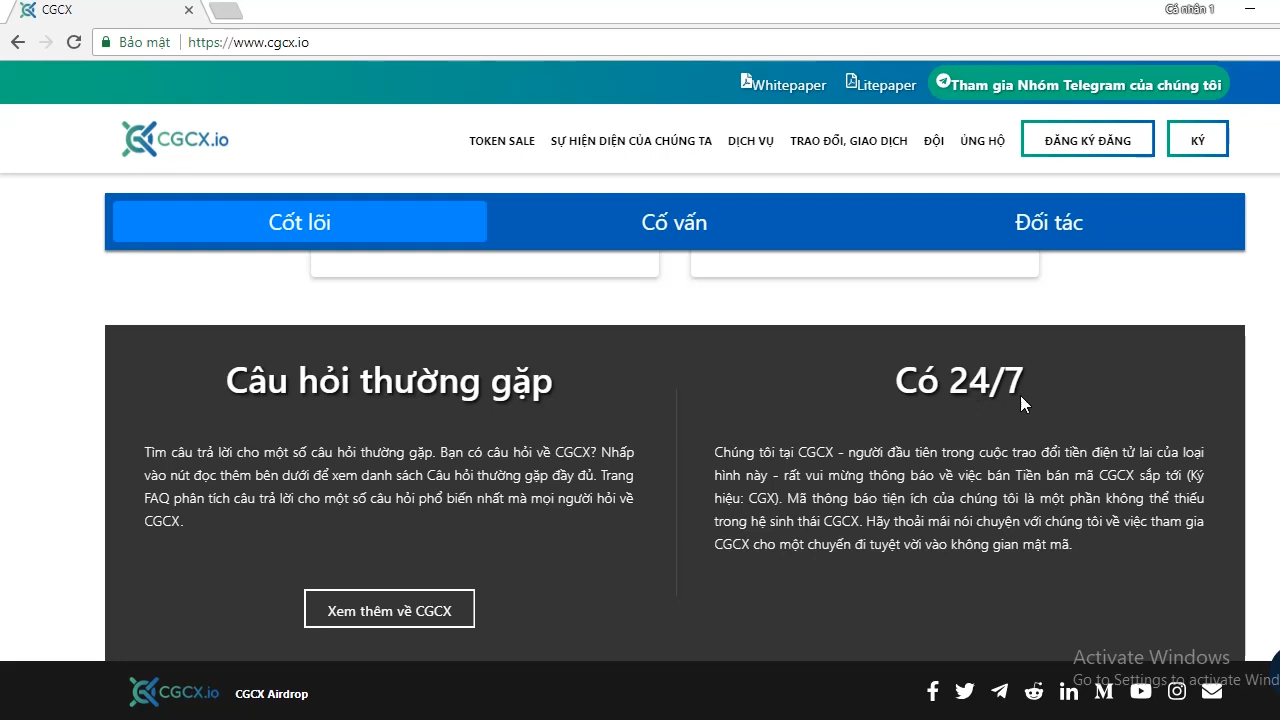 CGCX
Cá nhân 1
Bảo mật
https://www.cgcx.io
Whitepaper
Litepaper
Tham gia Nhóm Telegram của chúng tôi
CGCX.io
TOKEN SALE
SỰ HIỆN DIỆN CỦA CHÚNG TA
DỊCH VỤ
TRAO ĐỔI, GIAO DỊCH
ĐỘI
ỦNG HỘ
ĐĂNG KÝ ĐĂNG
KÝ
Cốt lõi
Cố vấn
Đối tác
Câu hỏi thường gặp
Tìm câu trả lời cho một số câu hỏi thường gặp. Bạn có câu hỏi về CGCX? Nhấp
vào nút đọc thêm bên dưới để xem danh sách Câu hỏi thường gặp đầy đủ. Trang
FAQ phân tích câu trả lời cho một số câu hỏi phổ biến nhất mà mọi người hỏi về
CGCX.
Xem thêm về CGCX
Có 24/7
Chúng tôi tại CGCX - người đầu tiên trong cuộc trao đổi tiền điện tử lai của loại
hình này - rất vui mừng thông báo về việc bán Tiền bán mã CGCX sắp tới (Ký
hiệu: CGX). Mã thông báo tiện ích của chúng tôi là một phần không thể thiếu
trong hệ sinh thái CGCX. Hãy thoải mái nói chuyện với chúng tôi về việc tham gia
CGCX cho một chuyến đi tuyệt vời vào không gian mật mã.
Activate Windows
Go to Settings to activate Wind
CGCX.io
CGCX Airdrop